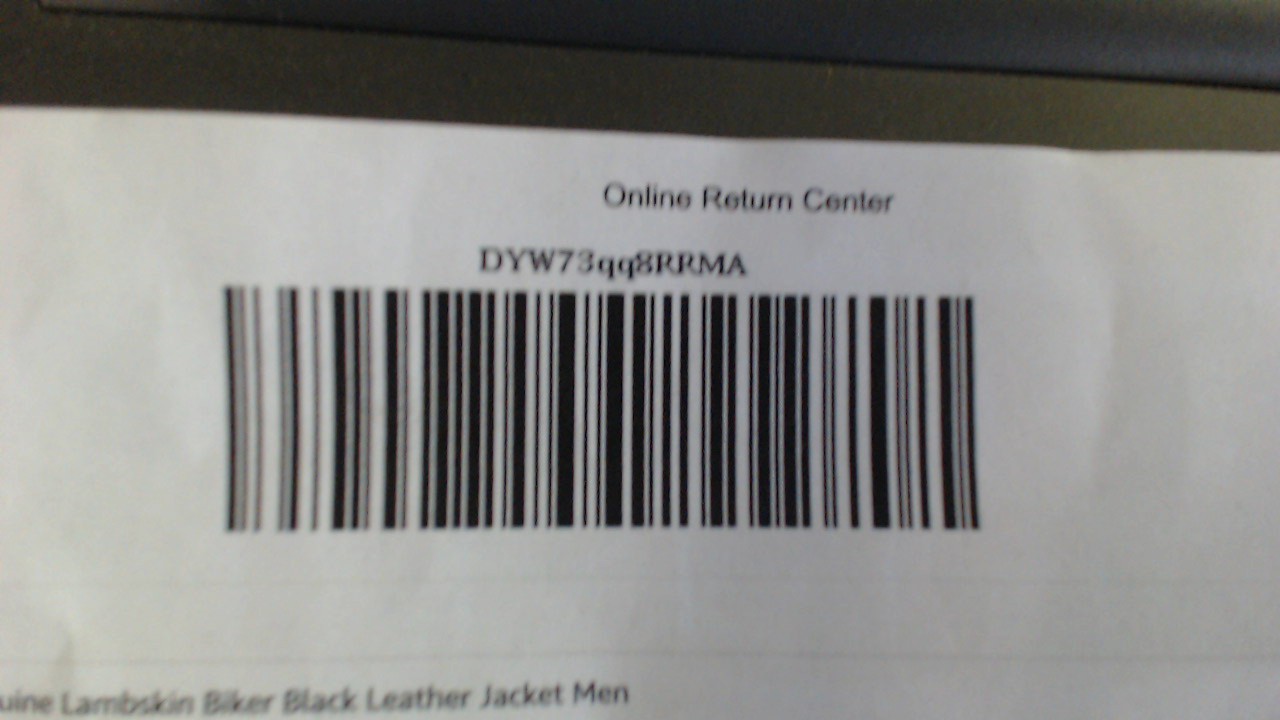 Online Return Center
DYW73qq8RRMA
uine Lambskin Biker Black Leather Jacket Men